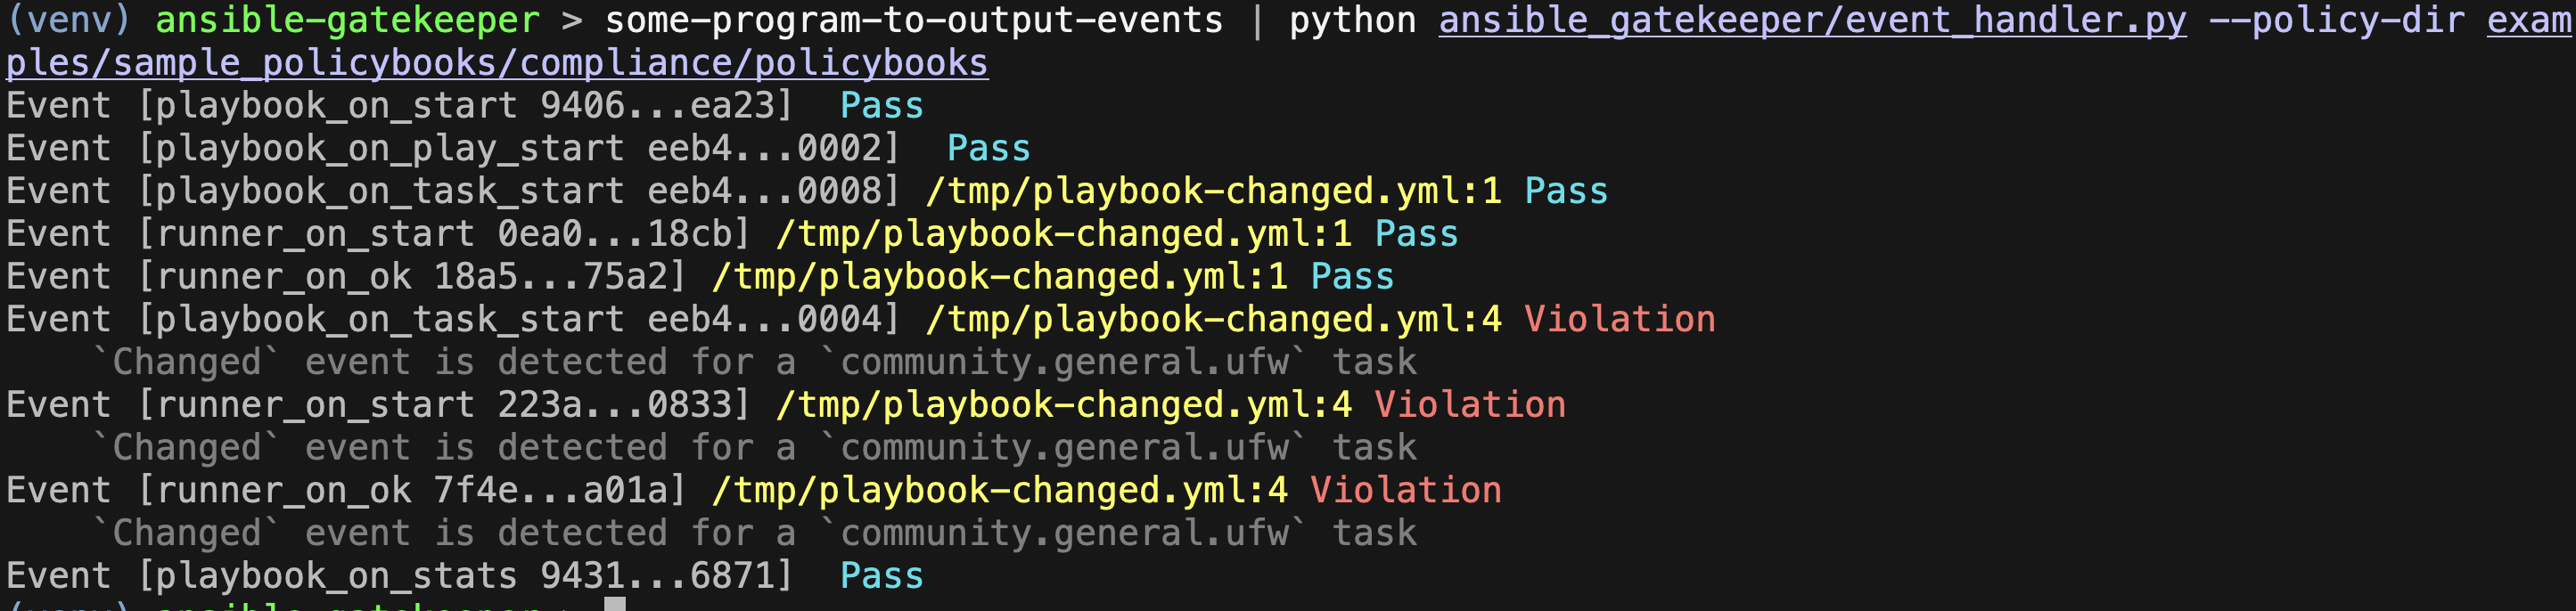 (venv) ansible-gatekeeper > some-program-to-output-events | python ansible_gatekeeper/event_handler.py --policy-dir exam
ples/sample_policybooks/compliance/policybooks
Event [playbook_on_start 9406...ea23]  Pass
Event [playbook_on_play_start eeb4...0002]  Pass
Event [playbook_on_task_start eeb4...0008] /tmp/playbook-changed.yml:1 Pass
Event [runner_on_start 0ea0...18cb] /tmp/playbook-changed.yml:1 Pass
Event [runner_on_ok 18a5...75a2] /tmp/playbook-changed.yml:1 Pass
Event [playbook_on_task_start eeb4...0004] /tmp/playbook-changed.yml:4 Violation
    `Changed` event is detected for a `community.general.ufw` task
Event [runner_on_start 223a...0833] /tmp/playbook-changed.yml:4 Violation
    `Changed` event is detected for a `community.general.ufw` task
Event [runner_on_ok 7f4e...a01a] /tmp/playbook-changed.yml:4 Violation
    `Changed` event is detected for a `community.general.ufw` task
Event [playbook_on_stats 9431...6871]  Pass
(venv) ansible-gatekeeper >